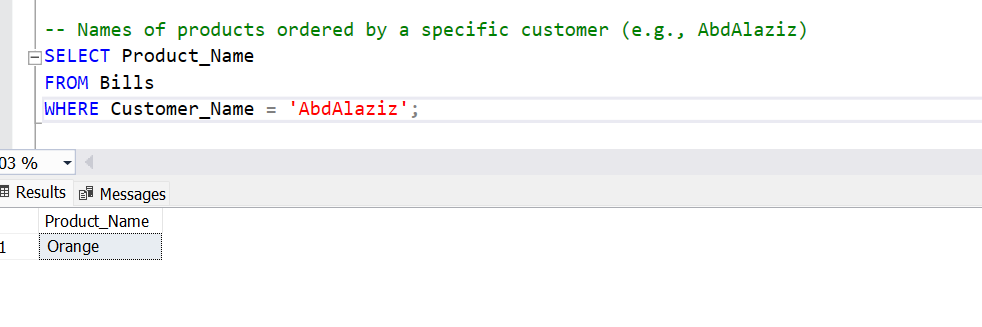 -- Names of products ordered by a specific customer (e.g., AbdAlaziz)
SELECT Product_Name
FROM Bills
WHERE Customer_Name = 'AbdAlaziz';
03 %
Results Messages
Product_Name
1 Orange